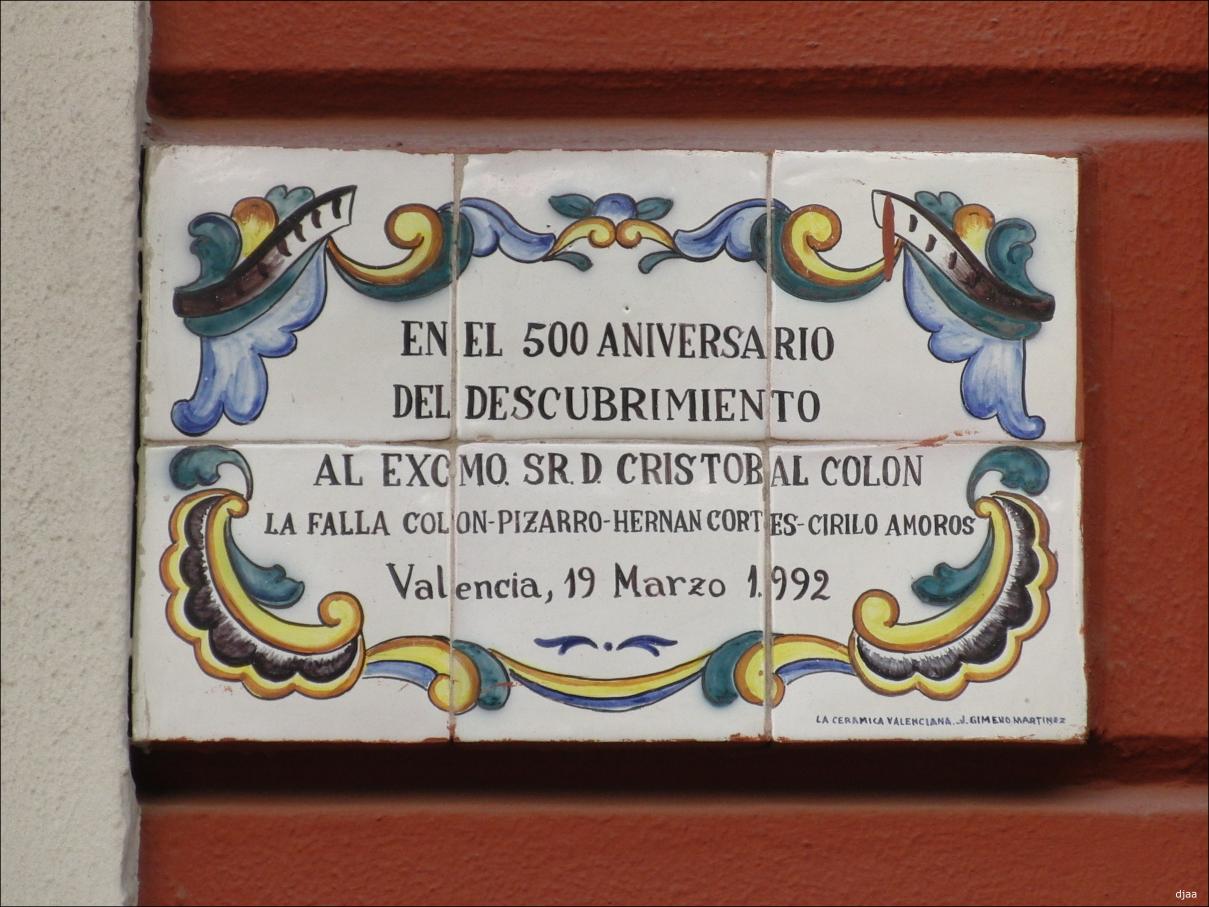 EN EL 500 ANIVERSARIO
DEL DESCUBRIMIENTO
AL EXCMO. SR. D. CRISTOBAL COLON
LA FALLA COLON-PIZARRO-HERNAN CORTES-CIRILO AMOROS
Valencia, 19 Marzo 1.992
LA CERAMICA VALENCIANA. J. GIMENO MARTINEZ
djaa